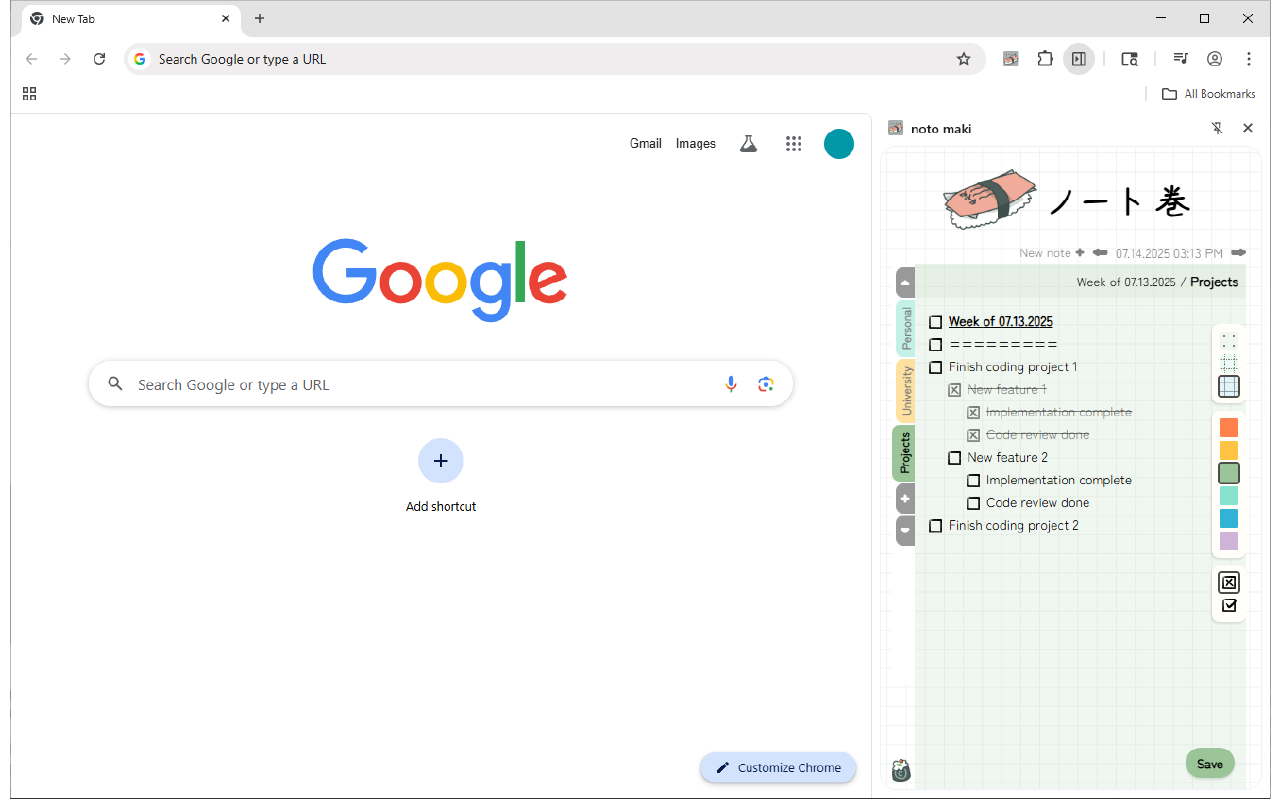 New Tab
Search Google or type a URL
All Bookmarks
Gmail Images
Google
Search Google or type a URL
Add shortcut
Customize Chrome
noto maki
ノート巻
New note 07.14.2025 03:13 PM
Week of 07.13.2025 / Projects
Personal
University
Projects
Week of 07.13.2025
=========
Finish coding project 1
New feature 1
Implementation complete
Code review done
New feature 2
Implementation complete
Code review done
Finish coding project 2
Save